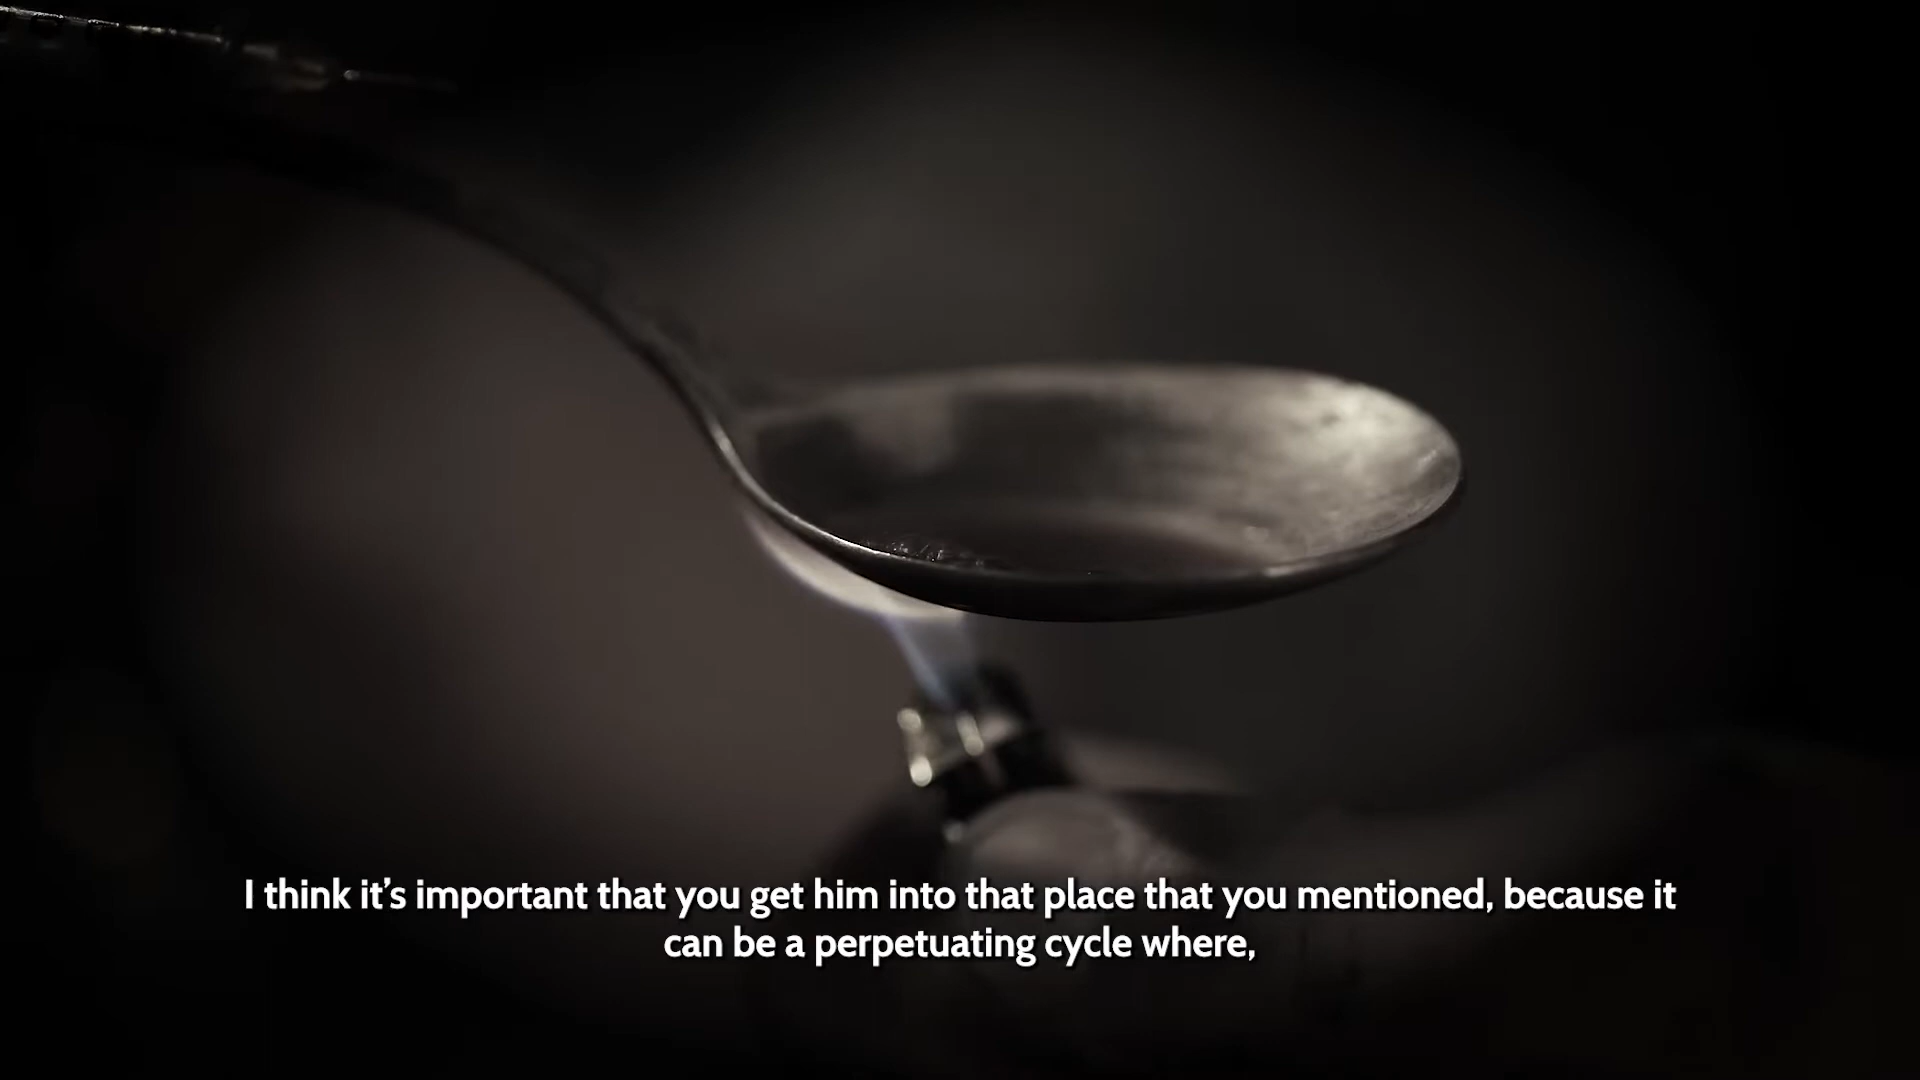 I think it’s important that you get him into that place that you mentioned, because it
can be a perpetuating cycle where,